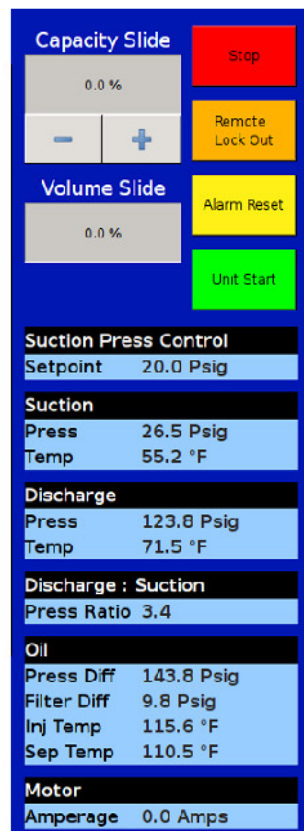 Capacity Slide
0.0 %
Stop
Remote
Lock Out
Volume Slide
0.0 %
Alarm Reset
Unit Start
Suction Press Control
Setpoint 20.0 Psig
Suction
Press 26.5 Psig
Temp 55.2 °F
Discharge
Press 123.8 Psig
Temp 71.5 °F
Discharge : Suction
Press Ratio 3.4
Oil
Press Diff 143.8 Psig
Filter Diff 9.8 Psig
Inj Temp 115.6 °F
Sep Temp 110.5 °F
Motor
Amperage 0.0 Amps